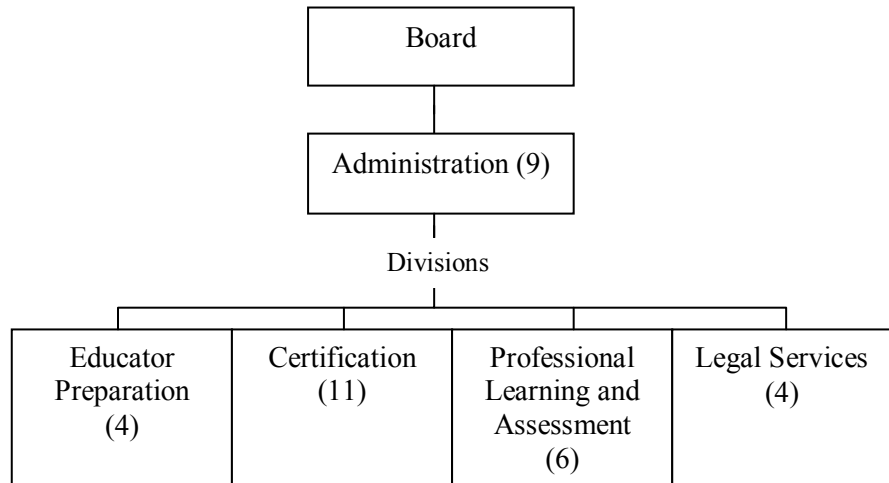 Board
Administration (9)
Divisions
Educator
Preparation
(4)
Certification
(11)
Professional
Learning and
Assessment
(6)
Legal Services
(4)